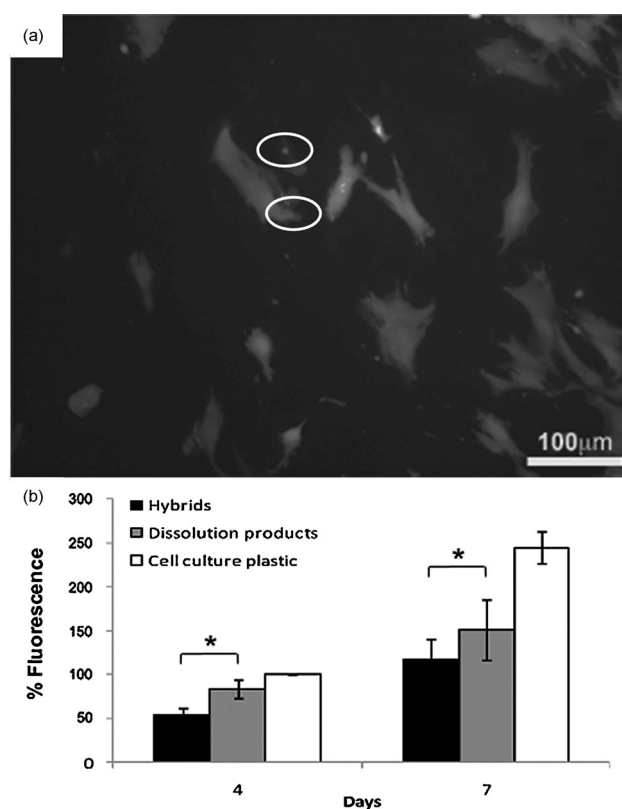 (a)
100μm
(b)
300
250
200
150
100
50
0
% Fluorescence
Hybrids
Dissolution products
Cell culture plastic
*
*
4
7
Days